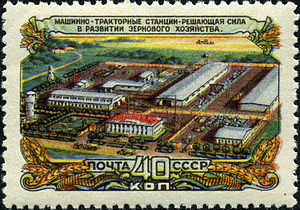 МАШИННО-ТРАКТОРНЫЕ СТАНЦИИ-РЕШАЮЩАЯ СИЛА
В РАЗВИТИИ ЗЕРНОВОГО ХОЗЯЙСТВА.
ПОЧТА 40 СССР
КОП